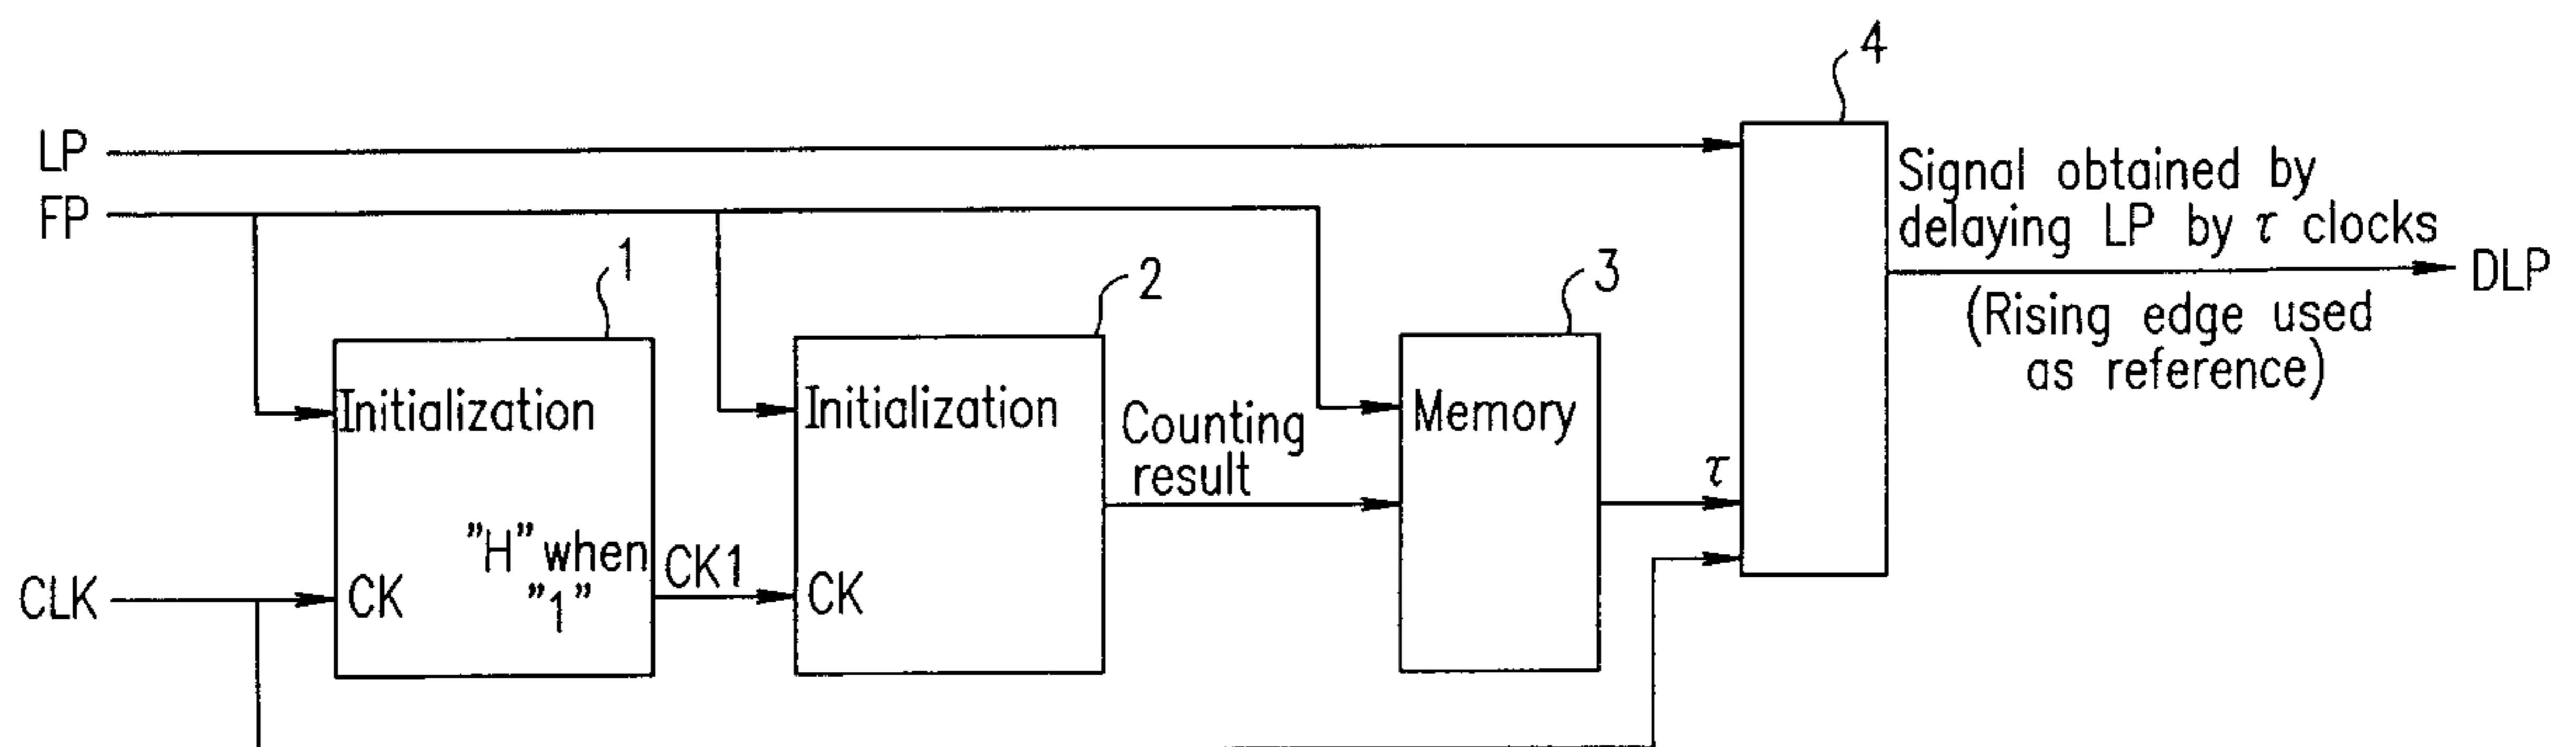 4
LP
Signal obtained by
delaying LP by τ clocks
FP
1
2
3
DLP
(Rising edge used
as reference)
Initialization
Initialization
Counting
result
Memory
τ
"H" when
"1"
CK1
CLK
CK
CK